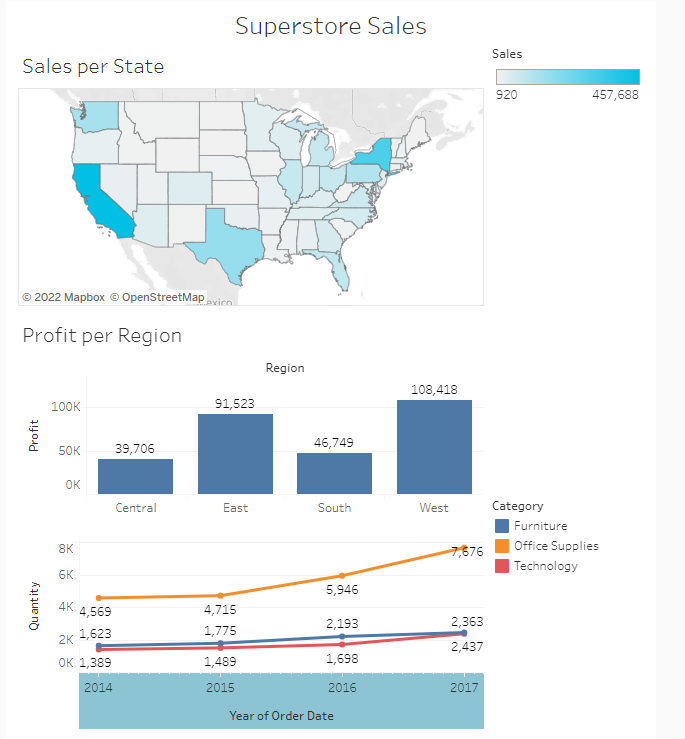 Superstore Sales
Sales
Sales per State
920 457,688
© 2022 Mapbox © OpenStreetMap
Profit per Region
Region
Profit
100K
50K
0K
39,706
91,523
46,749
108,418
Central East South West
Category
Furniture
Office Supplies
Technology
Quantity
8K
6K
4K
2K
0K
4,569 4,715 5,946 7,676
1,623 1,775 2,193 2,363
1,389 1,489 1,698 2,437
2014 2015 2016 2017
Year of Order Date